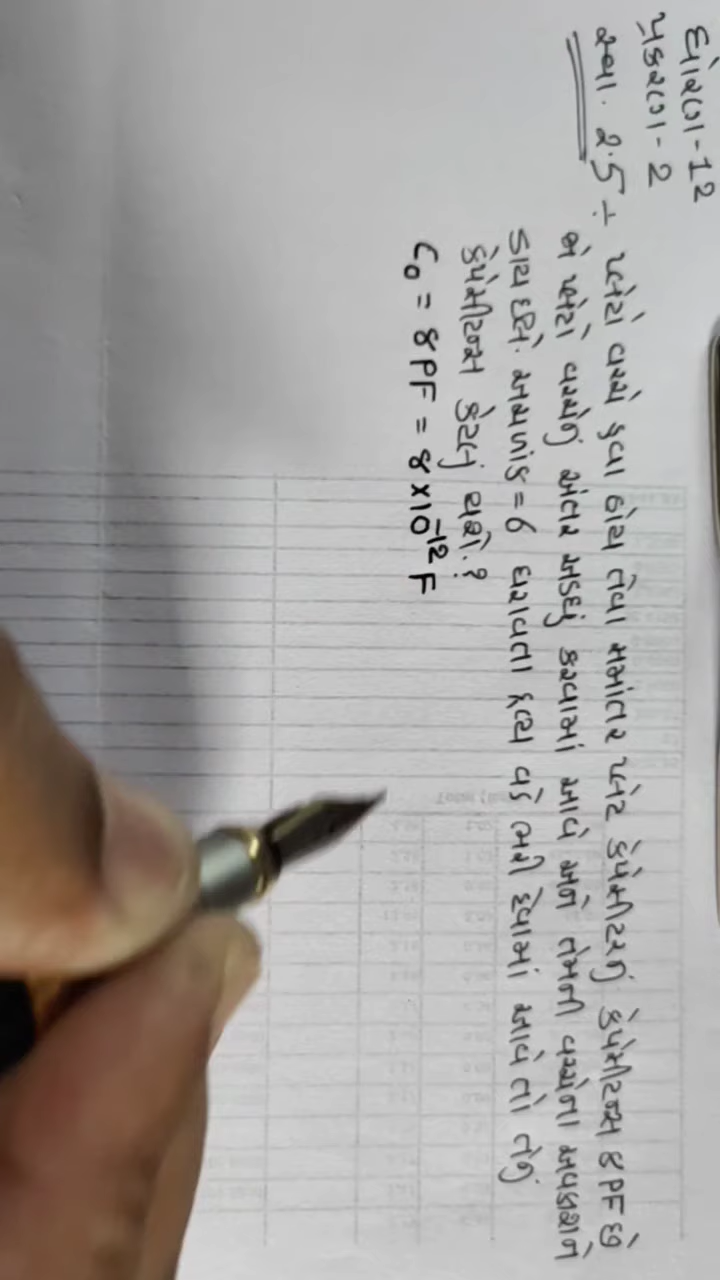 ધોરણ-12
પ્રકરણ-2
સ્વા. 2.5 ÷ પ્લેટો વચ્ચે હવા હોય તેવા સમાંતર પ્લેટ કેપેસીટરનું કેપેસીટન્સ 8 PF છે
બે પ્લેટો વચ્ચેનું અંતર અડધું કરવામાં આવે અને તેમની વચ્ચેના અવકાશને
ડાય ઇલે. અચળાંક = 6 ધરાવતા દ્રવ્ય વડે ભરી દેવામાં આવે તો તેનું
કેપેસીટન્સ કેટલું થશે.?
C₀ = 8 PF = 8 × 10⁻¹² F